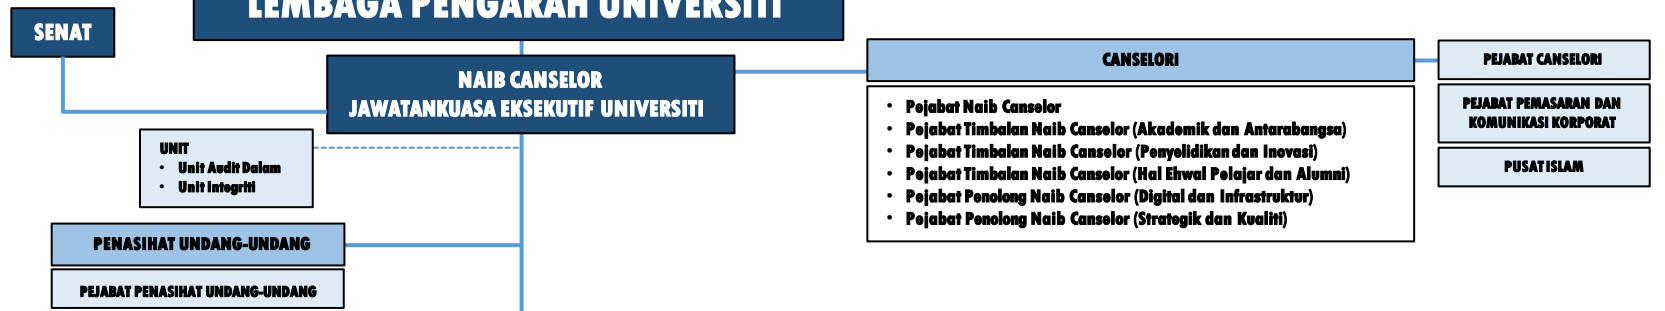 LEMBAGA PENGARAH UNIVERSITI
SENAT
NAIB CANSELOR
JAWATANKUASA EKSEKUTIF UNIVERSITI
CANSELORI
• Pejabat Naib Canselor
• Pejabat Timbalan Naib Canselor (Akademik dan Antarabangsa)
• Pejabat Timbalan Naib Canselor (Penyelidikan dan Inovasi)
• Pejabat Timbalan Naib Canselor (Hal Ehwal Pelajar dan Alumni)
• Pejabat Penolong Naib Canselor (Digital dan Infrastruktur)
• Pejabat Penolong Naib Canselor (Strategik dan Kualiti)
PEJABAT CANSELORI
PEJABAT PEMASARAN DAN
KOMUNIKASI KORPORAT
PUSAT ISLAM
UNIT
• Unit Audit Dalam
• Unit Integriti
PENASIHAT UNDANG-UNDANG
PEJABAT PENASIHAT UNDANG-UNDANG